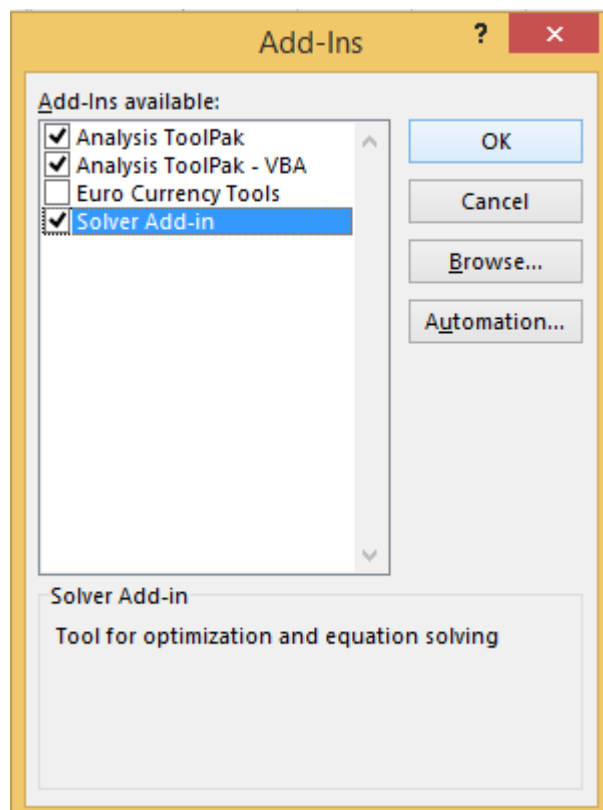 Add-Ins
?
×
Add-Ins available:
Analysis ToolPak
Analysis ToolPak - VBA
Euro Currency Tools
Solver Add-in
OK
Cancel
Browse...
Automation...
Solver Add-in
Tool for optimization and equation solving